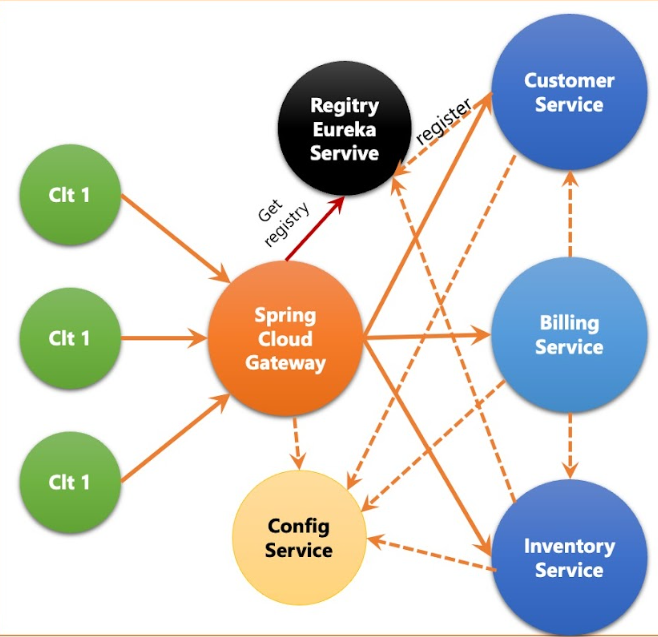 Customer
Service
Regitry
Eureka
Servive
register
Clt 1
Get
registry
Spring
Cloud
Gateway
Clt 1
Billing
Service
Clt 1
Config
Service
Inventory
Service